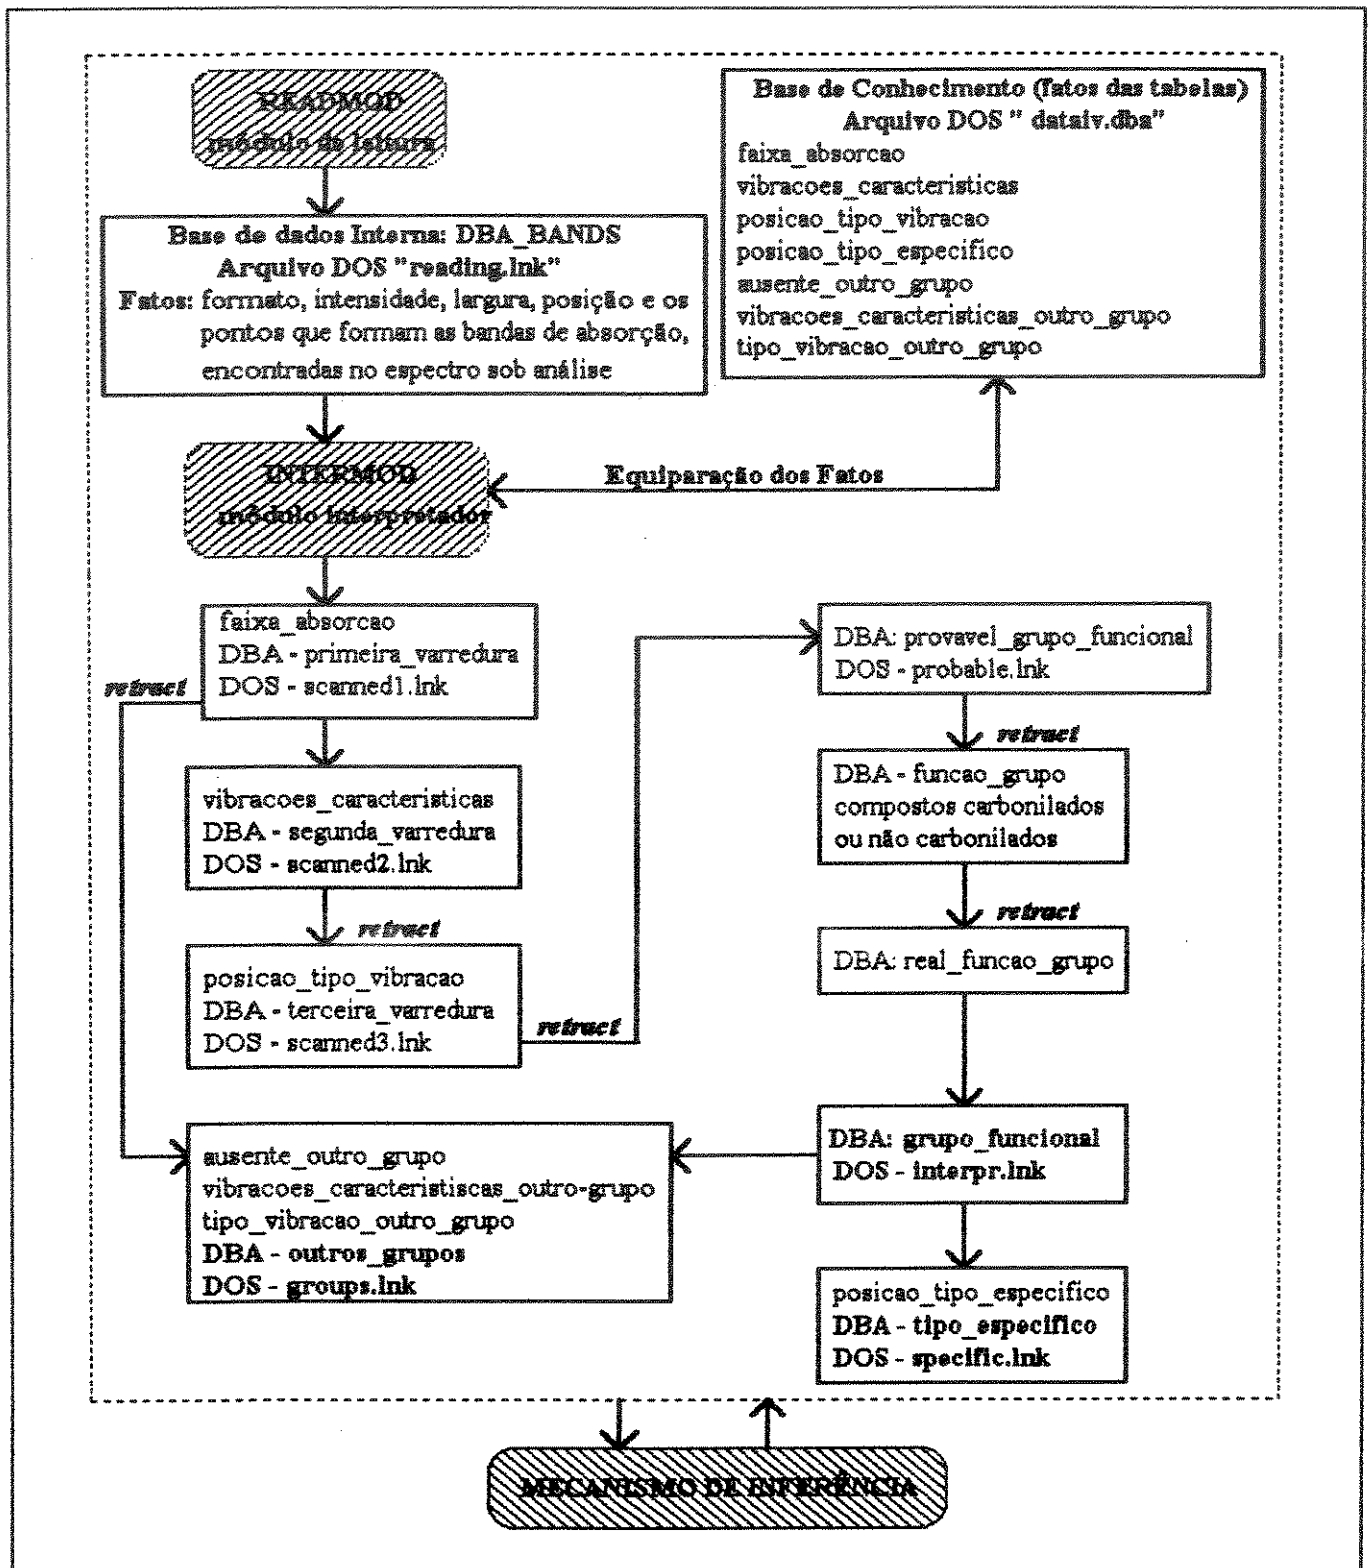 READMOD
módulo de leitura
Base de dados Interna: DBA_BANDS
Arquivo DOS "reading.lnk"
Fatos: formato, intensidade, largura, posição e os
pontos que formam as bandas de absorção,
encontradas no espectro sob análise
Base de Conhecimento (fatos das tabelas)
Arquivo DOS " dataiv.dba"
faixa_absorcao
vibracoes_caracteristicas
posicao_tipo_vibracao
posicao_tipo_especifico
ausente_outro_grupo
vibracoes_caracteristicas_outro_grupo
tipo_vibracao_outro_grupo
INTERMOD
módulo interpretador
Equiparação dos Fatos
faixa_absorcao
DBA - primeira_varredura
DOS - scanned1.lnk
retract
vibracoes_caracteristicas
DBA - segunda_varredura
DOS - scanned2.lnk
retract
posicao_tipo_vibracao
DBA - terceira_varredura
DOS - scanned3.lnk
retract
DBA: provavel_grupo_funcional
DOS - probable.lnk
retract
DBA - funcao_grupo
compostos carbonilados
ou não carbonilados
retract
DBA: real_funcao_grupo
DBA: grupo_funcional
DOS - interpr.lnk
ausente_outro_grupo
vibracoes_caracteristiscas_outro-grupo
tipo_vibracao_outro_grupo
DBA - outros_grupos
DOS - groups.lnk
posicao_tipo_especifico
DBA - tipo_especifico
DOS - specific.lnk
MECANISMO DE INFERÊNCIA